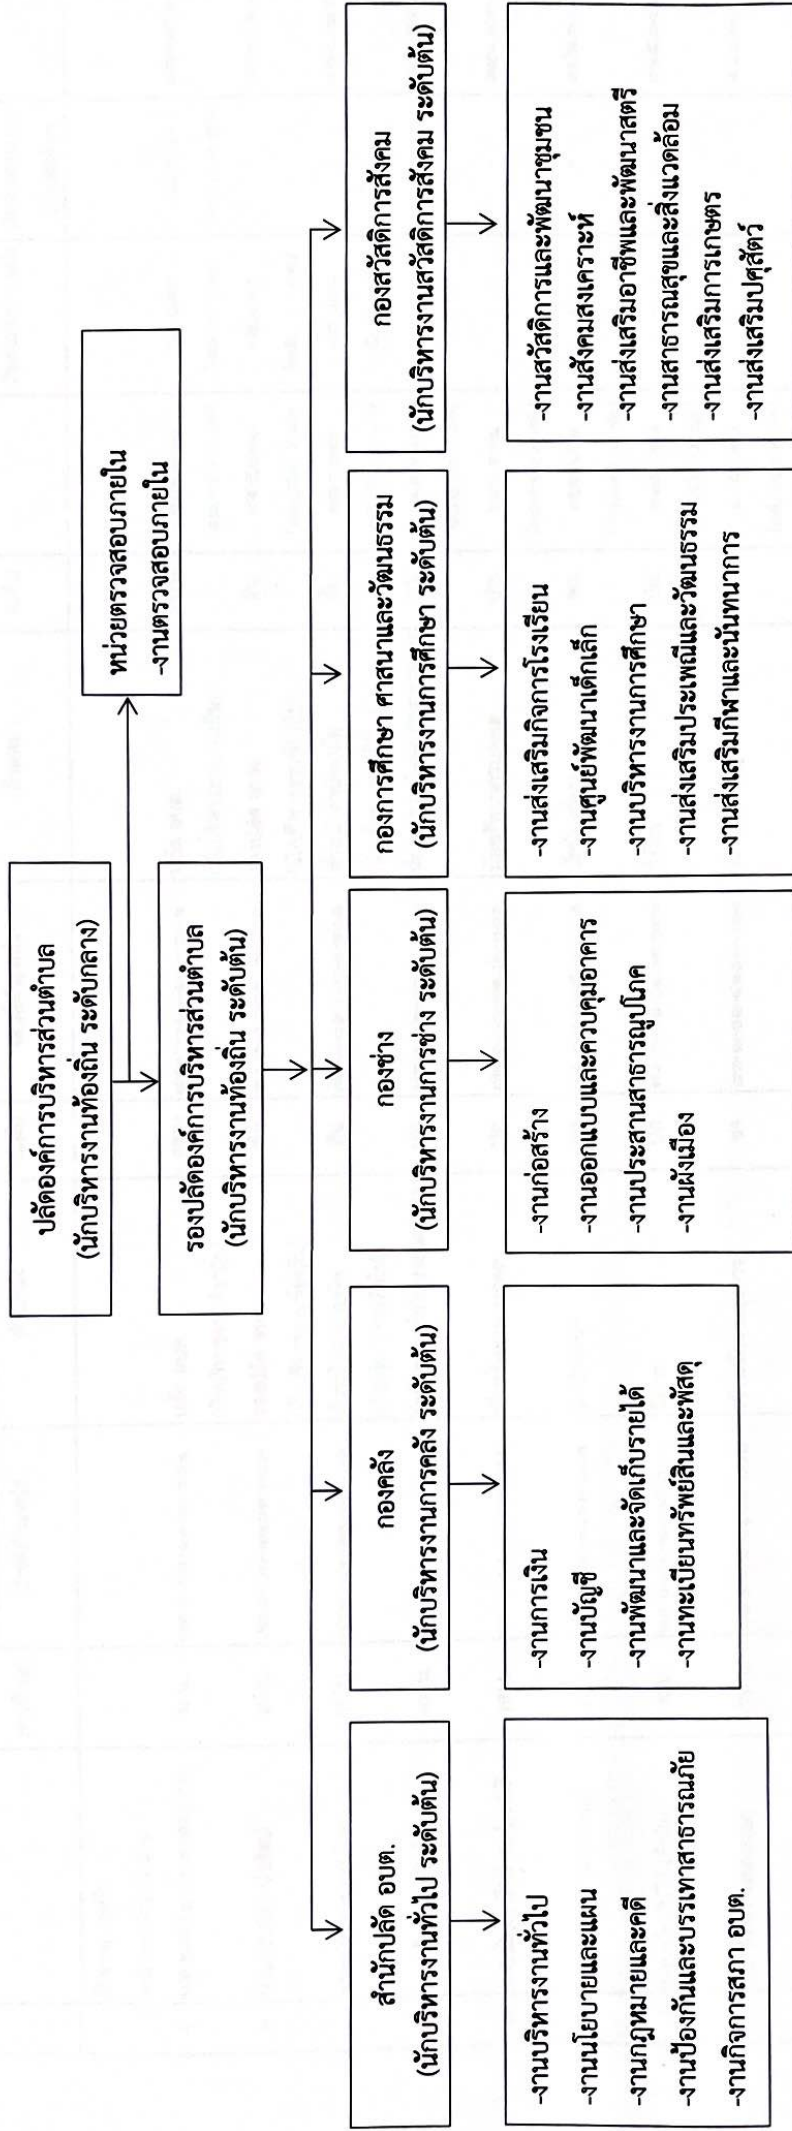 ปลัดองค์การบริหารส่วนตำบล
(นักบริหารงานท้องถิ่น ระดับกลาง)
หน่วยตรวจสอบภายใน
-งานตรวจสอบภายใน
รองปลัดองค์การบริหารส่วนตำบล
(นักบริหารงานท้องถิ่น ระดับต้น)
สำนักปลัด อบต.
(นักบริหารงานทั่วไป ระดับต้น)
-งานบริหารงานทั่วไป
-งานนโยบายและแผน
-งานกฎหมายและคดี
-งานป้องกันและบรรเทาสาธารณภัย
-งานกิจการสภา อบต.
กองคลัง
(นักบริหารงานการคลัง ระดับต้น)
-งานการเงิน
-งานบัญชี
-งานพัฒนาและจัดเก็บรายได้
-งานทะเบียนทรัพย์สินและพัสดุ
กองช่าง
(นักบริหารงานการช่าง ระดับต้น)
-งานก่อสร้าง
-งานออกแบบและควบคุมอาคาร
-งานประสานสาธารณูปโภค
-งานผังเมือง
กองการศึกษา ศาสนาและวัฒนธรรม
(นักบริหารงานการศึกษา ระดับต้น)
-งานส่งเสริมกิจการโรงเรียน
-งานศูนย์พัฒนาเด็กเล็ก
-งานบริหารงานการศึกษา
-งานส่งเสริมประเพณีและวัฒนธรรม
-งานส่งเสริมกีฬาและนันทนาการ
กองสวัสดิการสังคม
(นักบริหารงานสวัสดิการสังคม ระดับต้น)
-งานสวัสดิการและพัฒนาชุมชน
-งานสังคมสงเคราะห์
-งานส่งเสริมอาชีพและพัฒนาสตรี
-งานสาธารณสุขและสิ่งแวดล้อม
-งานส่งเสริมการเกษตร
-งานส่งเสริมปศุสัตว์